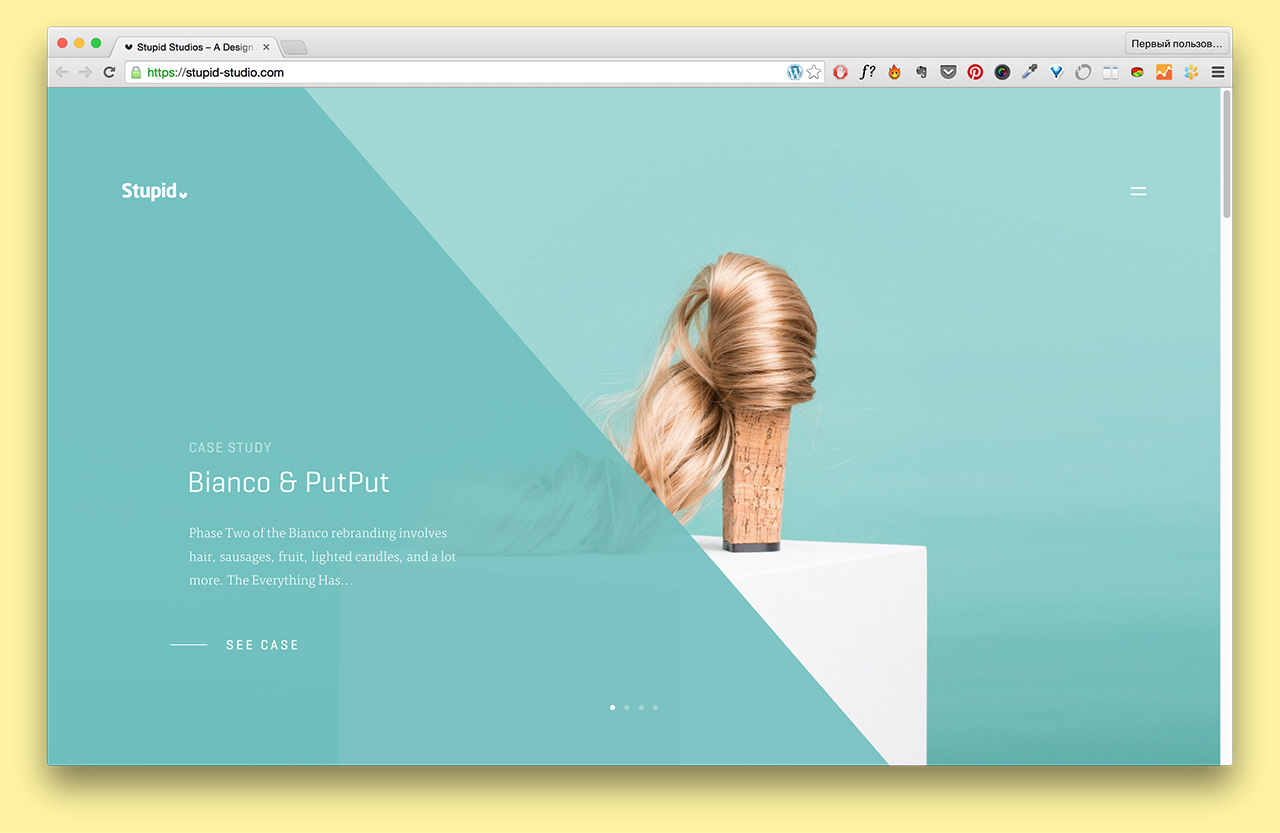 Stupid Studios – A Design
Первый пользов...
https://stupid-studio.com
f?
Stupid
CASE STUDY
Bianco & PutPut
Phase Two of the Bianco rebranding involves
hair, sausages, fruit, lighted candles, and a lot
more. The Everything Has...
SEE CASE